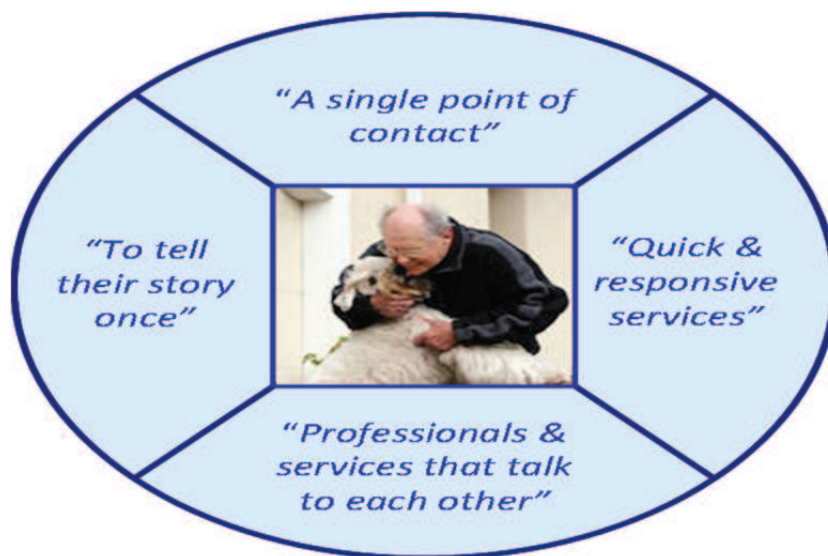 “A single point of
contact”
“To tell
their story
once”
“Quick &
responsive
services”
“Professionals &
services that talk
to each other”